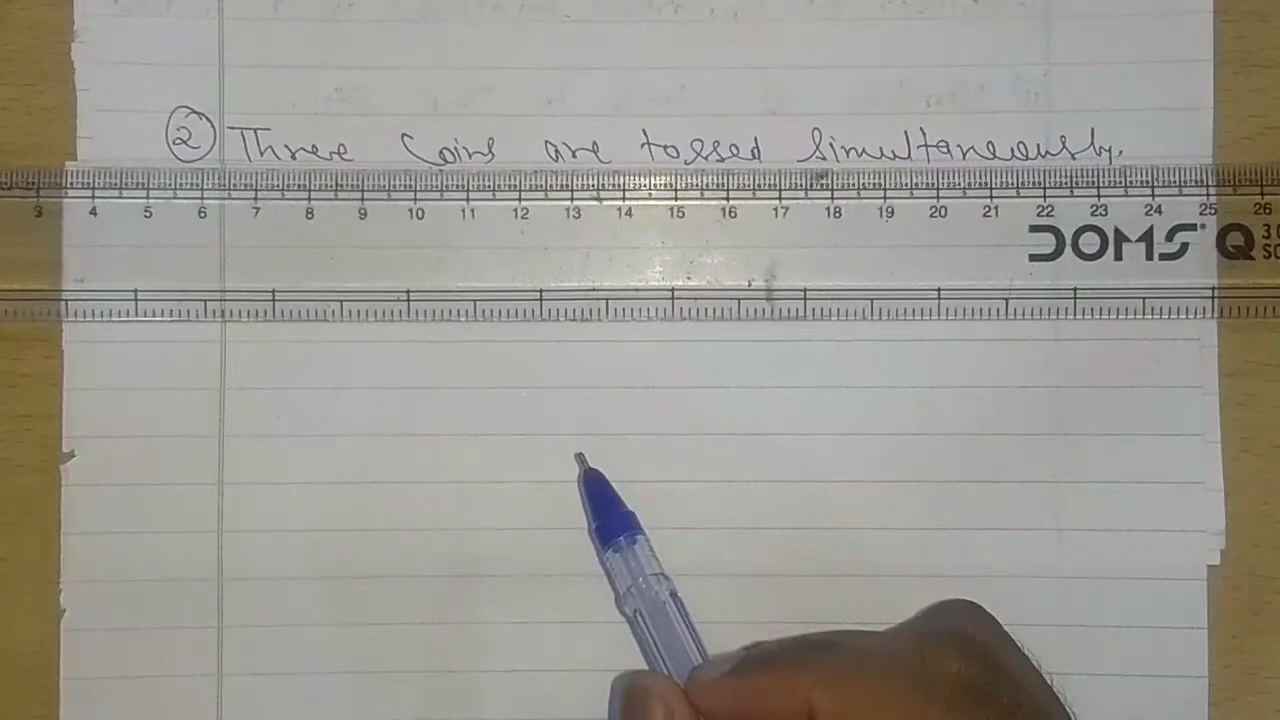 ② Three Coins are tossed Simultaneously.
3 4 5 6 7 8 9 10 11 12 13 14 15 16 17 18 19 20 21 22 23 24 25 26
DOMS Q